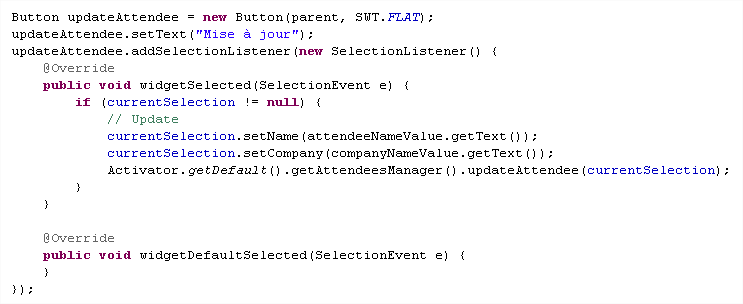 Button updateAttendee = new Button(parent, SWT.FLAT);
updateAttendee.setText("Mise à jour");
updateAttendee.addSelectionListener(new SelectionListener() {
    @Override
    public void widgetSelected(SelectionEvent e) {
        if (currentSelection != null) {
            // Update
            currentSelection.setName(attendeeNameValue.getText());
            currentSelection.setCompany(companyNameValue.getText());
            Activator.getDefault().getAttendeesManager().updateAttendee(currentSelection);
        }
    }

    @Override
    public void widgetDefaultSelected(SelectionEvent e) {
    }
});